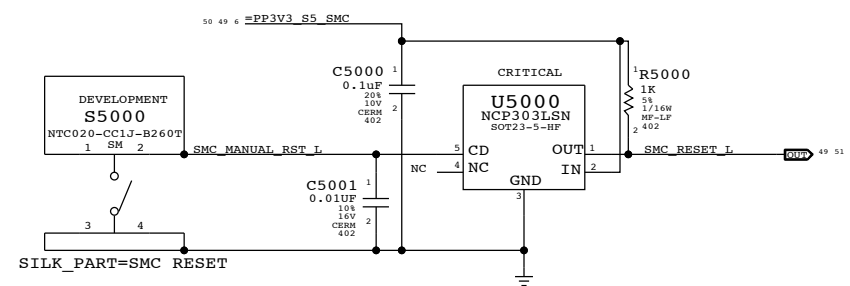 50 49 6 =PP3V3_S5_SMC
C5000 1
0.1uF
20%
10V
CERM
402
2
CRITICAL
U5000
NCP303LSN
SOT23-5-HF
1 R5000
1K
5%
1/16W
MF-LF
2 402
DEVELOPMENT
S5000
NTC020-CC1J-B260T
SM
1 2
SMC_MANUAL_RST_L
5 CD
NC 4 NC
OUT 1
IN 2
GND
3
SMC_RESET_L
OUT 49 51
C5001 1
0.01UF
10%
16V
CERM
402
2
3 4
SILK_PART=SMC RESET